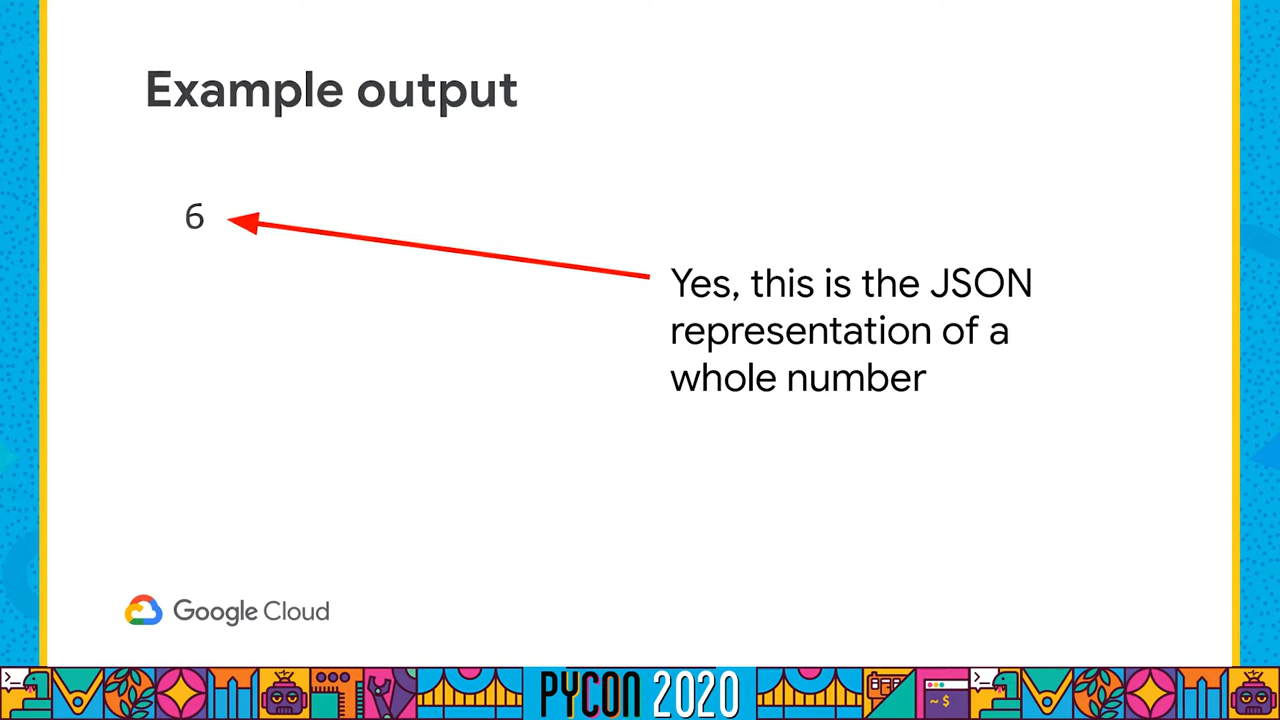 Example output
6
Yes, this is the JSON
representation of a
whole number
Google Cloud
PYCON 2020
~$